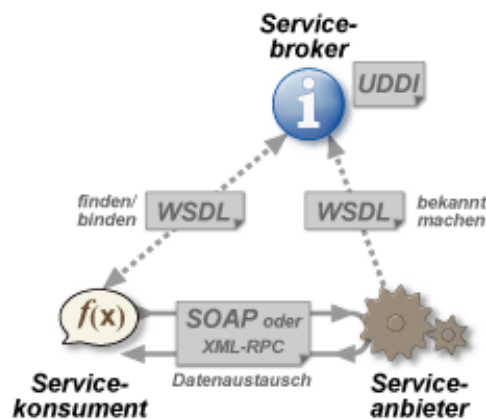 Service-
broker
UDDI
i
finden/
binden
WSDL
WSDL
bekannt
machen
f(x)
SOAP oder
XML-RPC
Datenaustausch
Service-
konsument
Service-
anbieter